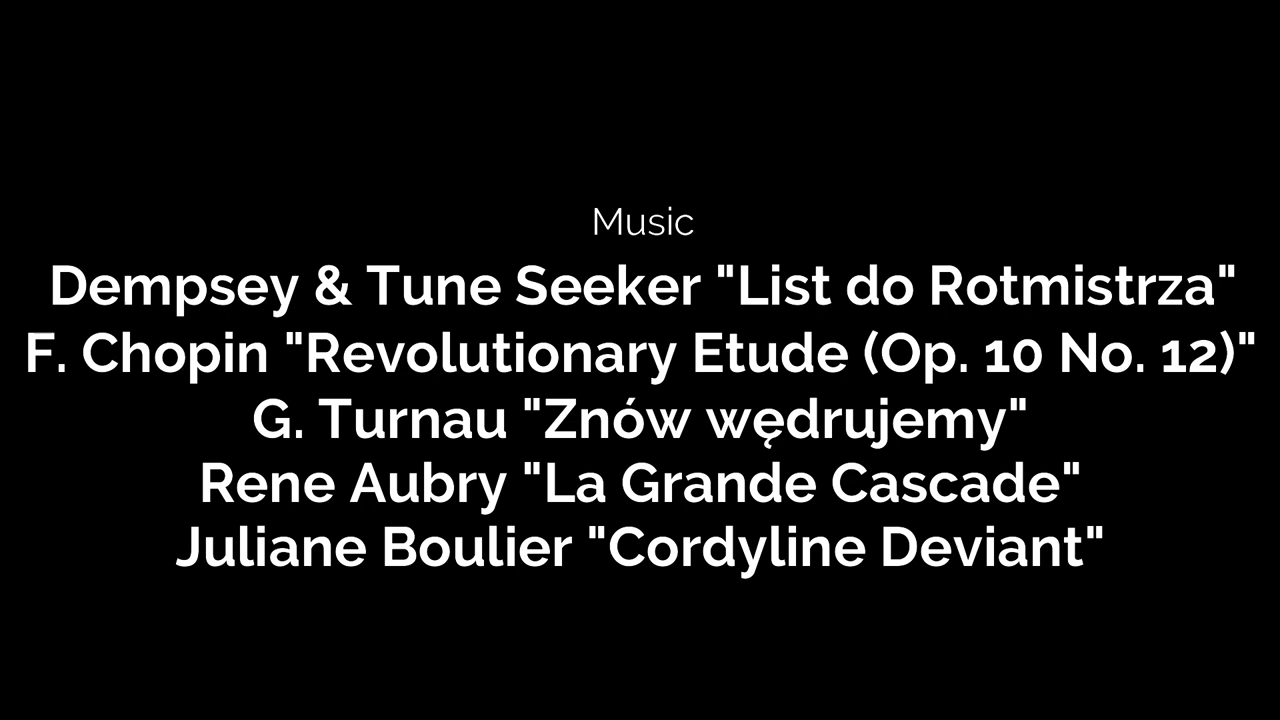 Music
Dempsey & Tune Seeker "List do Rotmistrza"
F. Chopin "Revolutionary Etude (Op. 10 No. 12)"
G. Turnau "Znów wędrujemy"
Rene Aubry "La Grande Cascade"
Juliane Boulier "Cordyline Deviant"